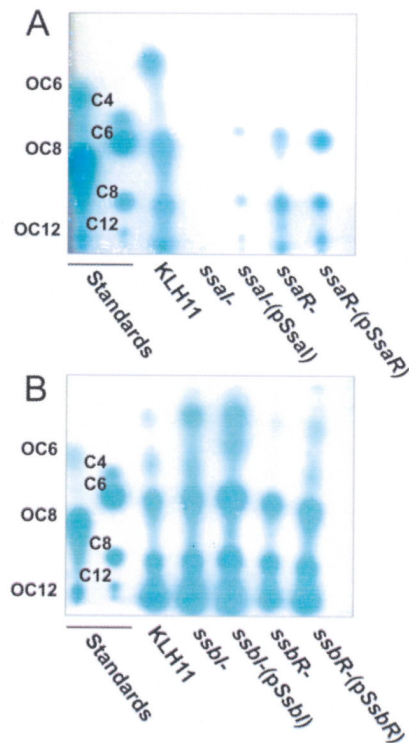 A
OC6
C4
C6
OC8
C8
OC12
C12
Standards
KLH11
ssaI-
ssaI-(pSsaI)
ssaR-
ssaR-(pSsaR)
B
OC6
C4
C6
OC8
C8
C12
OC12
Standards
KLH11
ssbI-
ssbI-(pSsbI)
ssbR-
ssbR-(pSsbR)